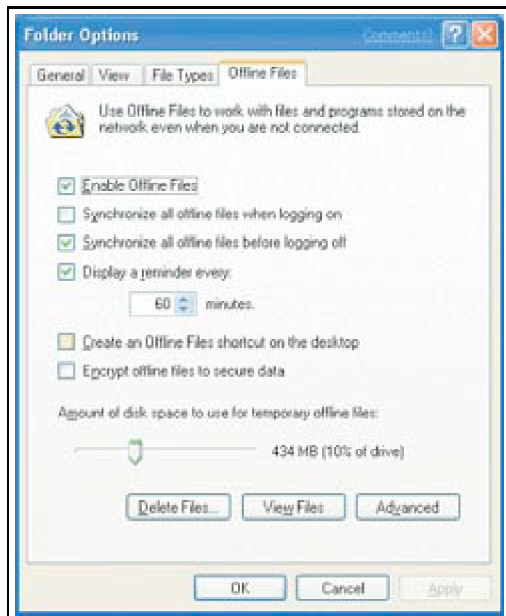 Folder Options Comments?
General View File Types Offline Files
Use Offline Files to work with files and programs stored on the
network even when you are not connected.
Enable Offline Files
Synchronize all offline files when logging on
Synchronize all offline files before logging off
Display a reminder every:
60 minutes.
Create an Offline Files shortcut on the desktop
Encrypt offline files to secure data
Amount of disk space to use for temporary offline files:
434 MB (10% of drive)
Delete Files... View Files Advanced
OK Cancel Apply